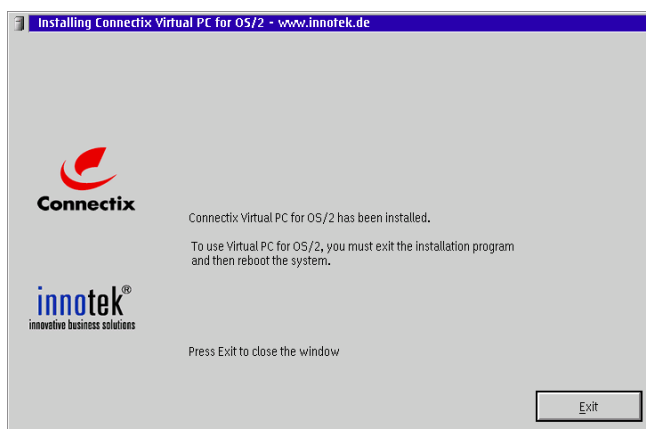 Installing Connectix Virtual PC for OS/2 - www.innotek.de
Connectix
Connectix Virtual PC for OS/2 has been installed.
To use Virtual PC for OS/2, you must exit the installation program
and then reboot the system.
innotek®
innovative business solutions
Press Exit to close the window
Exit